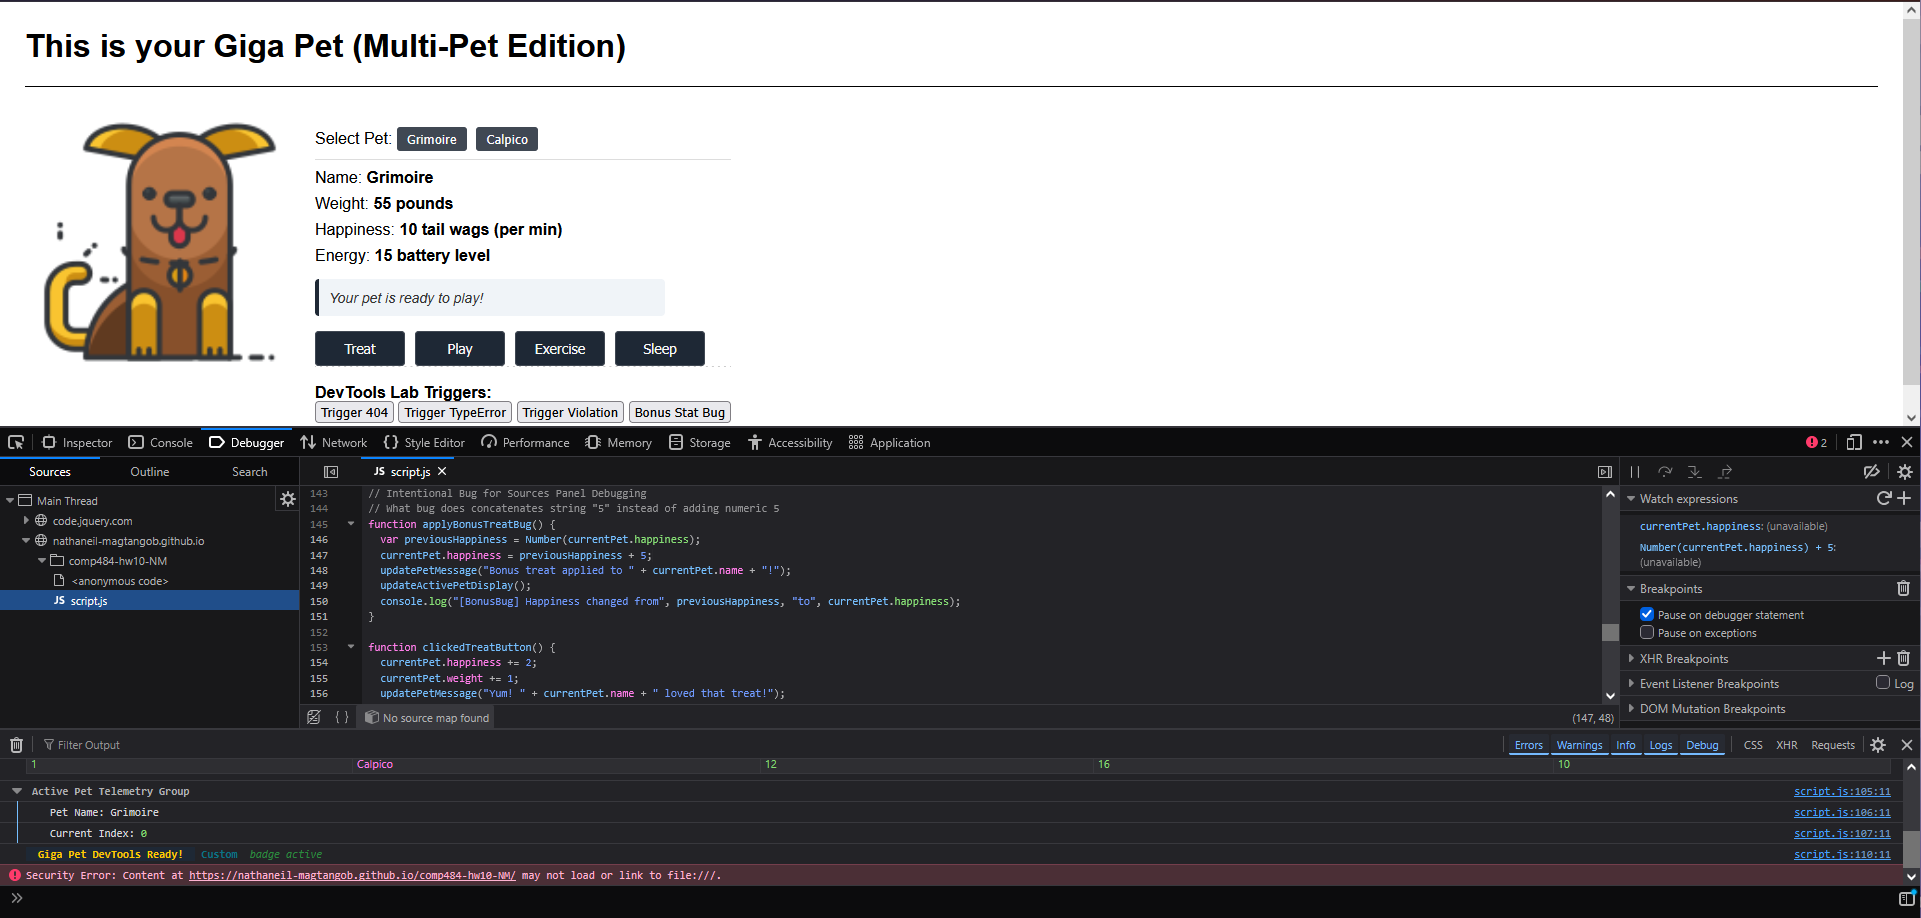 This is your Giga Pet (Multi-Pet Edition)
Select Pet: Grimoire Calpico
Name: Grimoire
Weight: 55 pounds
Happiness: 10 tail wags (per min)
Energy: 15 battery level
Your pet is ready to play!
Treat Play Exercise Sleep
DevTools Lab Triggers:
Trigger 404 Trigger TypeError Trigger Violation Bonus Stat Bug
Inspector Console Debugger Network Style Editor Performance Memory Storage Accessibility Application 2
Sources Outline Search
JS script.js
Main Thread
code.jquery.com
nathaneil-magtangob.github.io
comp484-hw10-NM
<anonymous code>
JS script.js
143 // Intentional Bug for Sources Panel Debugging
144 // What bug does concatenates string "5" instead of adding numeric 5
145 function applyBonusTreatBug() {
146 var previousHappiness = Number(currentPet.happiness);
147 currentPet.happiness = previousHappiness + 5;
148 updatePetMessage("Bonus treat applied to " + currentPet.name + "!");
149 updateActivePetDisplay();
150 console.log("[BonusBug] Happiness changed from", previousHappiness, "to", currentPet.happiness);
151 }
152
153 function clickedTreatButton() {
154 currentPet.happiness += 2;
155 currentPet.weight += 1;
156 updatePetMessage("Yum! " + currentPet.name + " loved that treat!");
{ } No source map found (147, 48)
Watch expressions
currentPet.happiness: (unavailable)
Number(currentPet.happiness) + 5:
(unavailable)
Breakpoints
Pause on debugger statement
Pause on exceptions
XHR Breakpoints
Event Listener Breakpoints Log
DOM Mutation Breakpoints
Filter Output Errors Warnings Info Logs Debug CSS XHR Requests
1 Calpico 12 16 10
Active Pet Telemetry Group script.js:105:11
Pet Name: Grimoire script.js:106:11
Current Index: 0 script.js:107:11
Giga Pet DevTools Ready! Custom badge active script.js:110:11
Security Error: Content at https://nathaneil-magtangob.github.io/comp484-hw10-NM/ may not load or link to file:///.